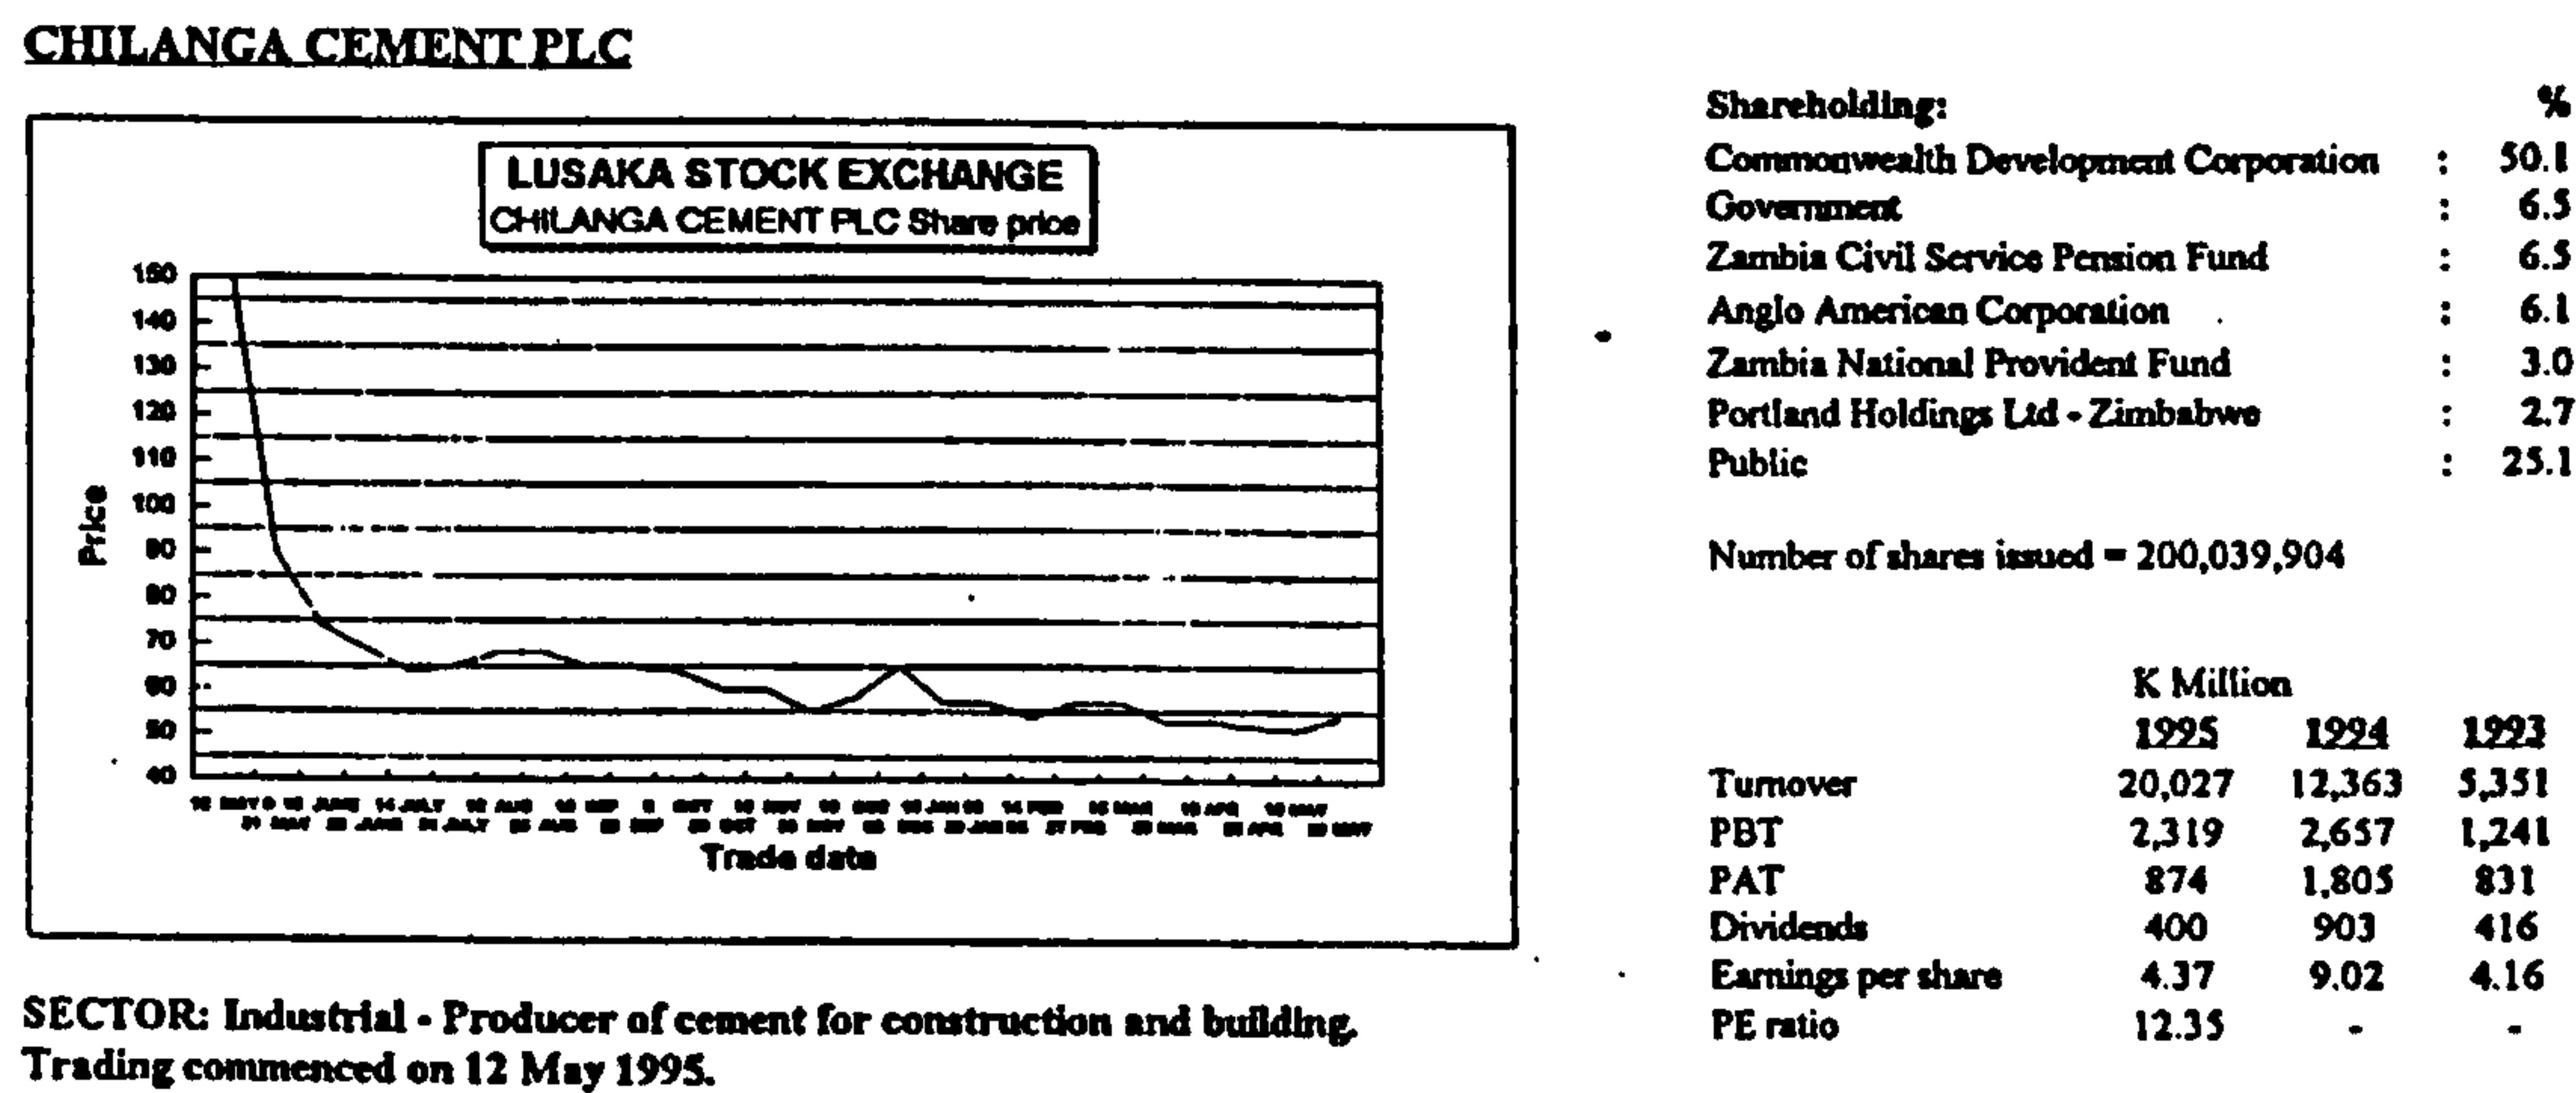 CHILANGA CEMENT PLC
LUSAKA STOCK EXCHANGE
CHILANGA CEMENT PLC Share price
150
140
130
120
110
100
90
80
70
60
50
40
Price
Trade date
SECTOR: Industrial - Producer of cement for construction and building.
Trading commenced on 12 May 1995.
Shareholding: %
Commonwealth Development Corporation : 50.1
Government : 6.5
Zambia Civil Service Pension Fund : 6.5
Anglo American Corporation : 6.1
Zambia National Provident Fund : 3.0
Portland Holdings Ltd - Zimbabwe : 2.7
Public : 25.1
Number of shares issued = 200,039,904
K Million
1995 1994 1993
Turnover 20,027 12,363 5,351
PBT 2,319 2,657 1,241
PAT 874 1,805 831
Dividends 400 903 416
Earnings per share 4.37 9.02 4.16
PE ratio 12.35 - -